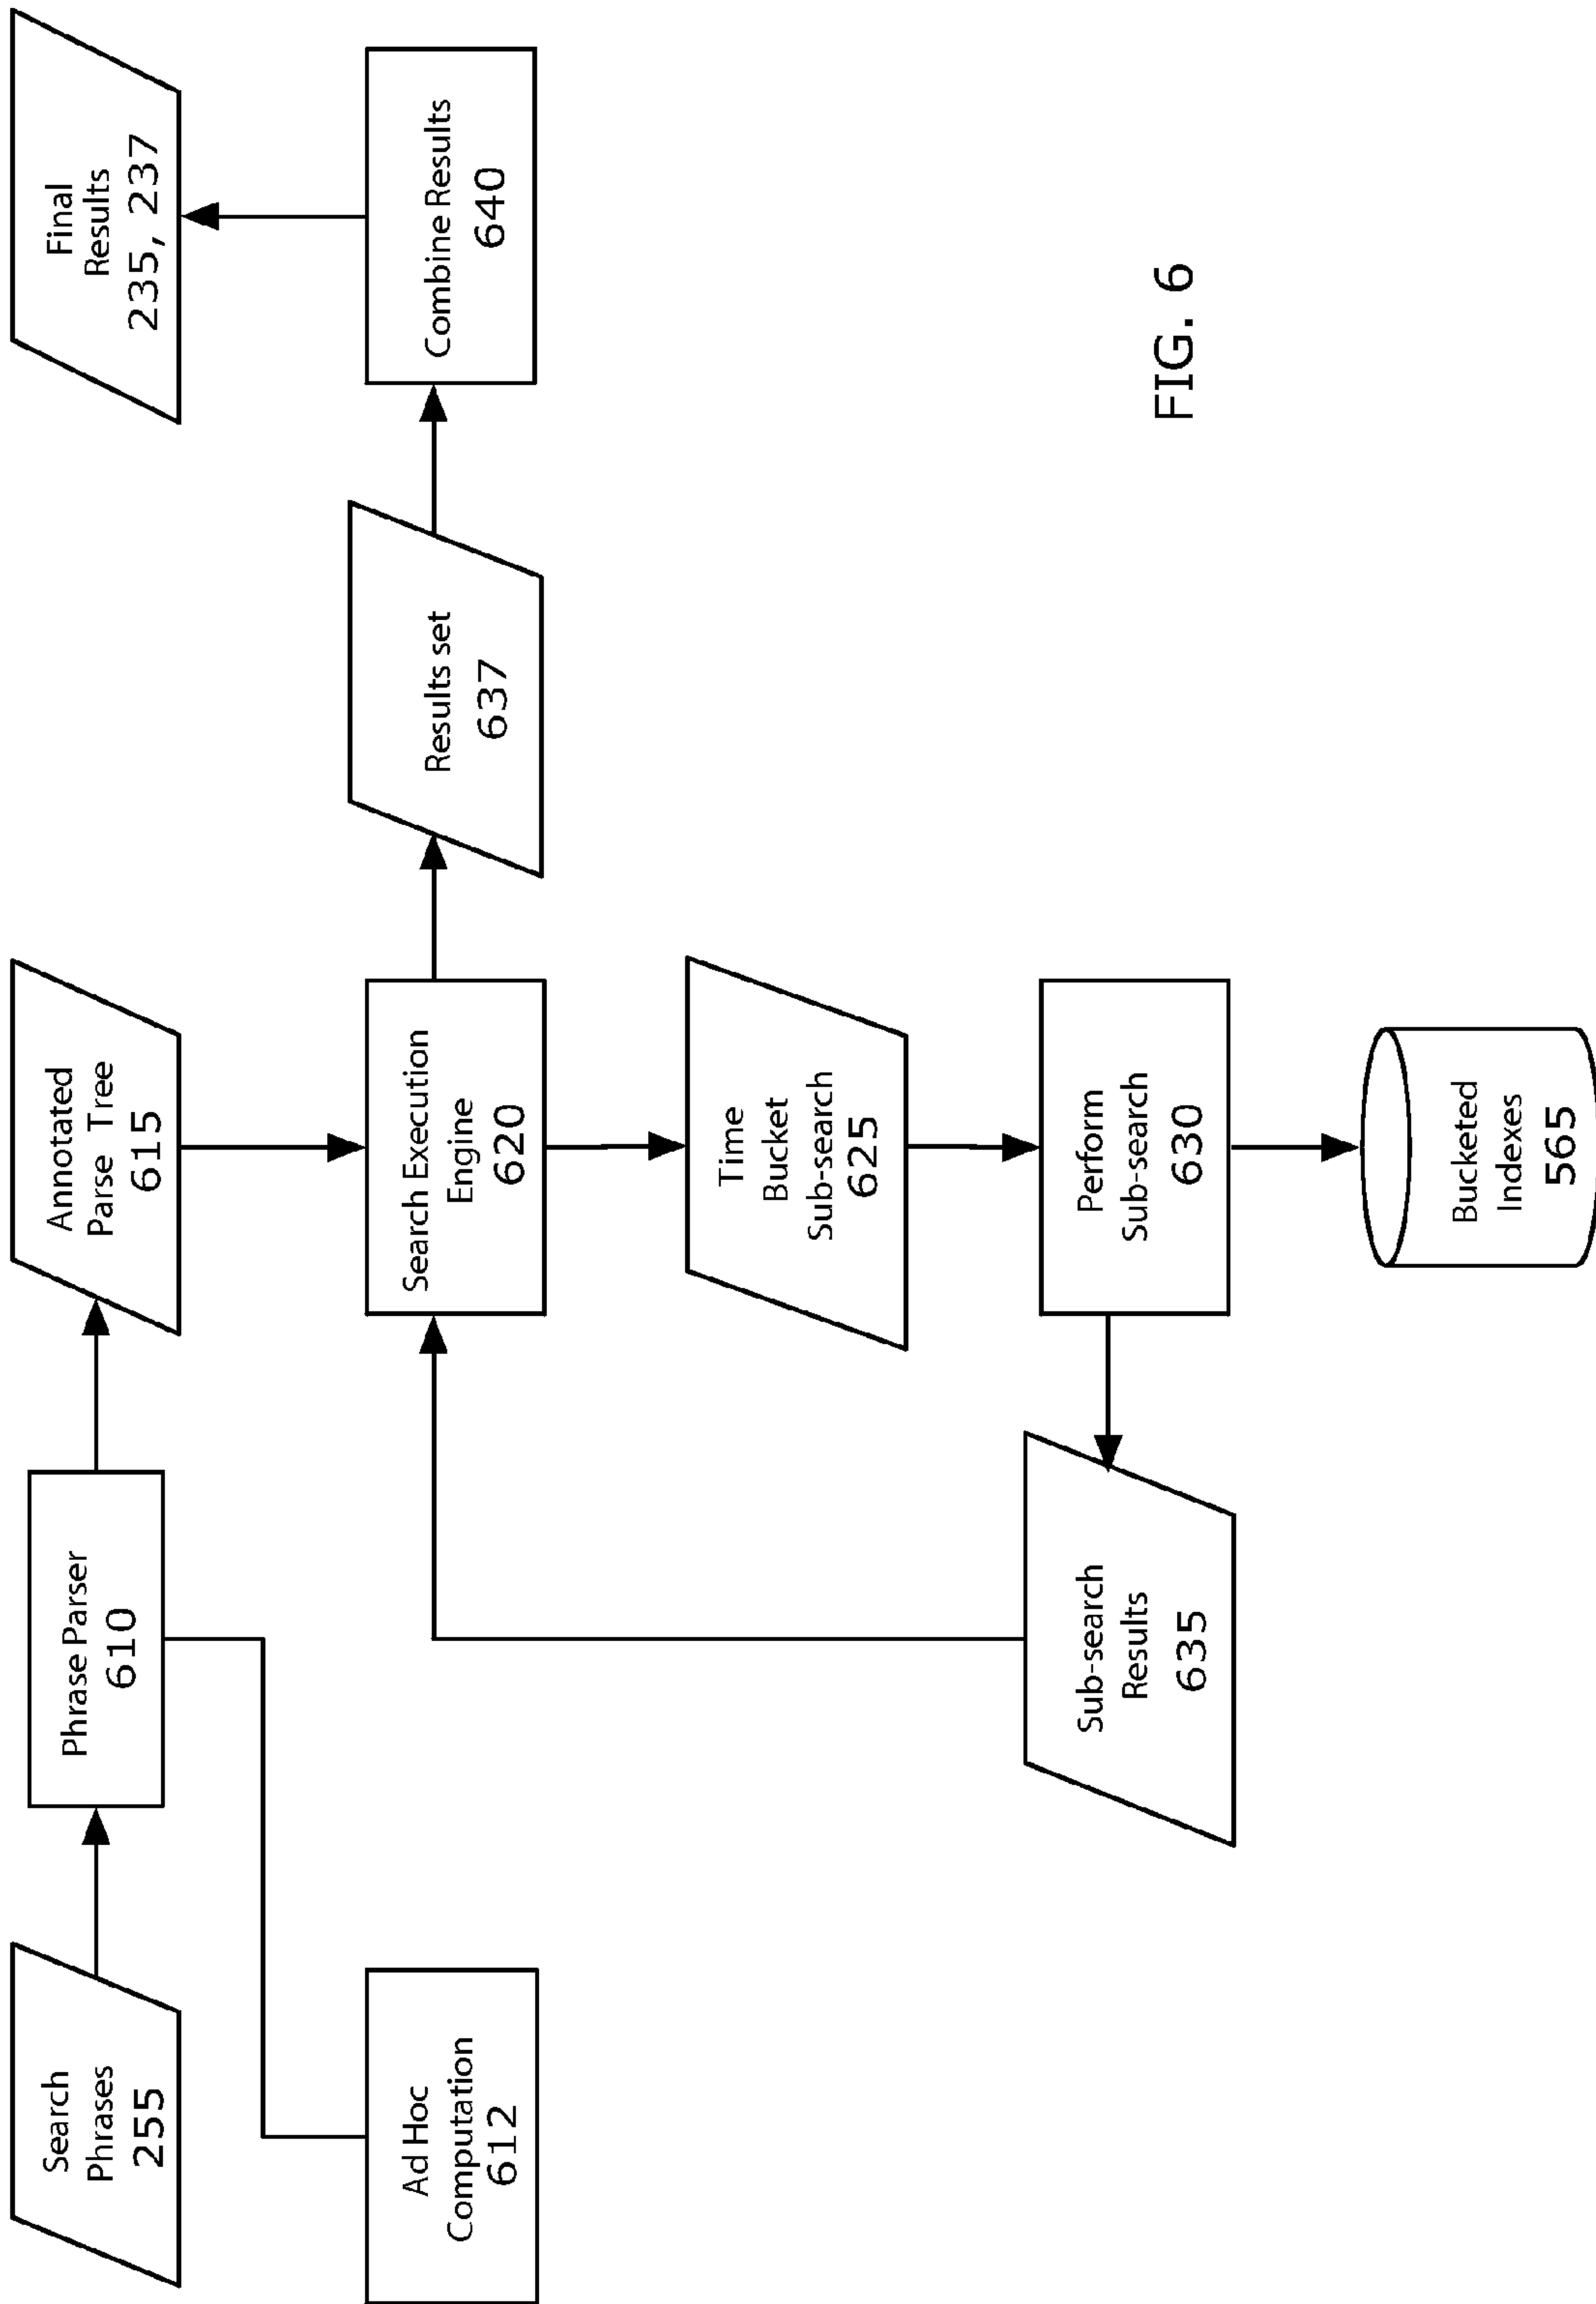 Search
Phrases
255
Phrase Parser
610
Annotated
Parse Tree
615
Final
Results
235, 237
Ad Hoc
Computation
612
Search Execution
Engine
620
Results set
637
Combine Results
640
Time
Bucket
Sub-search
625
Sub-search
Results
635
Perform
Sub-search
630
Bucketed
Indexes
565
FIG. 6